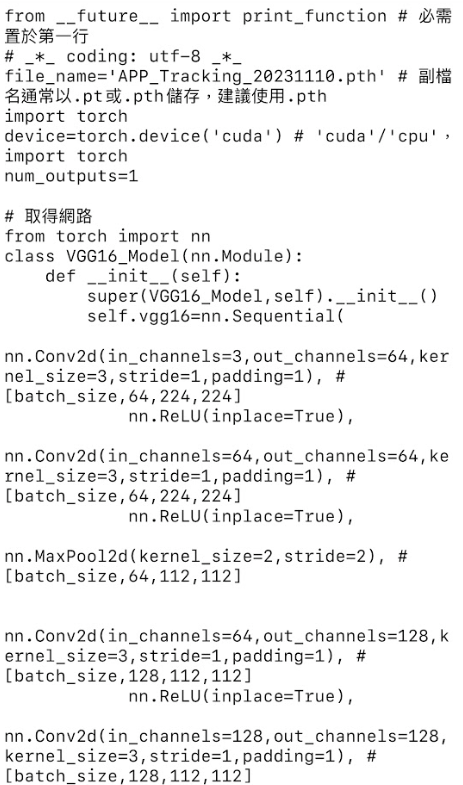 from __future__ import print_function # 必需
置於第一行
# _*_ coding: utf-8 _*_
file_name='APP_Tracking_20231110.pth' # 副檔
名通常以.pt或.pth儲存，建議使用.pth
import torch
device=torch.device('cuda') # 'cuda'/'cpu'，
import torch
num_outputs=1

# 取得網路
from torch import nn
class VGG16_Model(nn.Module):
    def __init__(self):
        super(VGG16_Model,self).__init__()
        self.vgg16=nn.Sequential(

nn.Conv2d(in_channels=3,out_channels=64,ker
nel_size=3,stride=1,padding=1), #
[batch_size,64,224,224]
            nn.ReLU(inplace=True),

nn.Conv2d(in_channels=64,out_channels=64,ke
rnel_size=3,stride=1,padding=1), #
[batch_size,64,224,224]
            nn.ReLU(inplace=True),

nn.MaxPool2d(kernel_size=2,stride=2), #
[batch_size,64,112,112]


nn.Conv2d(in_channels=64,out_channels=128,k
ernel_size=3,stride=1,padding=1), #
[batch_size,128,112,112]
            nn.ReLU(inplace=True),

nn.Conv2d(in_channels=128,out_channels=128,
kernel_size=3,stride=1,padding=1), #
[batch_size,128,112,112]